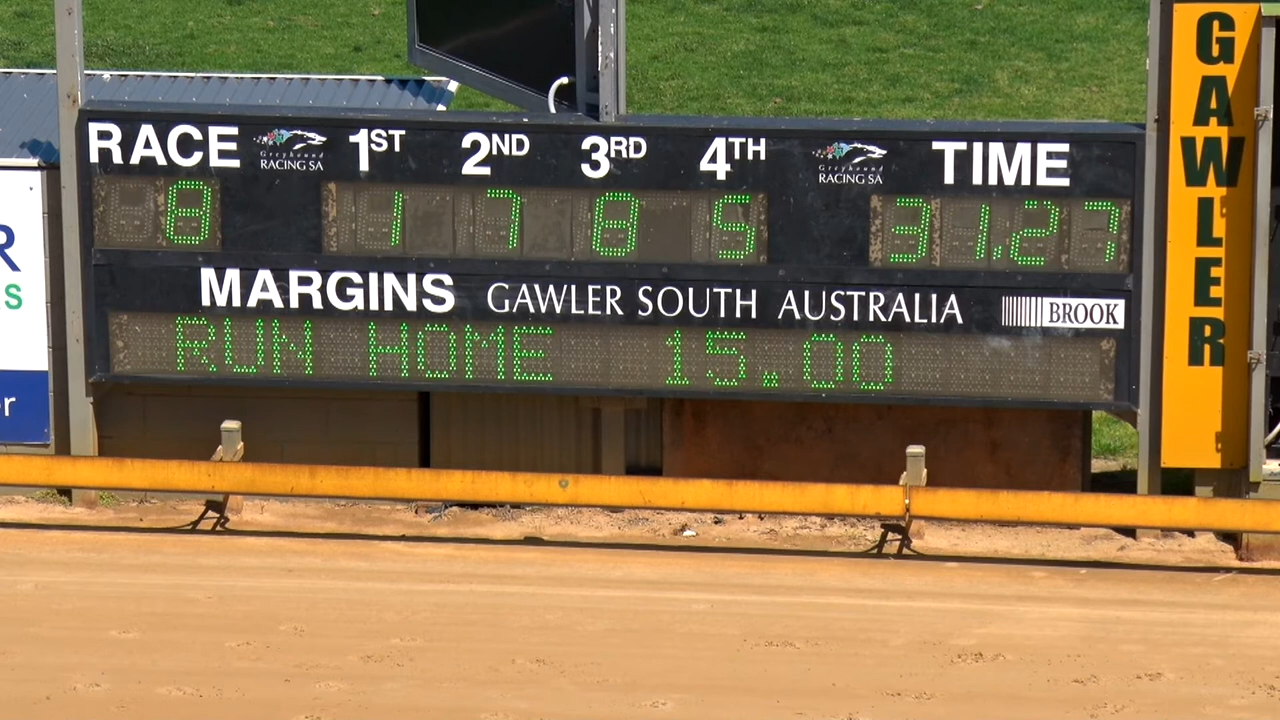 RACE Greyhound RACING SA 1ST 2ND 3RD 4TH Greyhound RACING SA TIME
8 1 7 8 5 31.27
MARGINS GAWLER SOUTH AUSTRALIA BROOK
RUN HOME 15.00
GAWLER
R
S
or